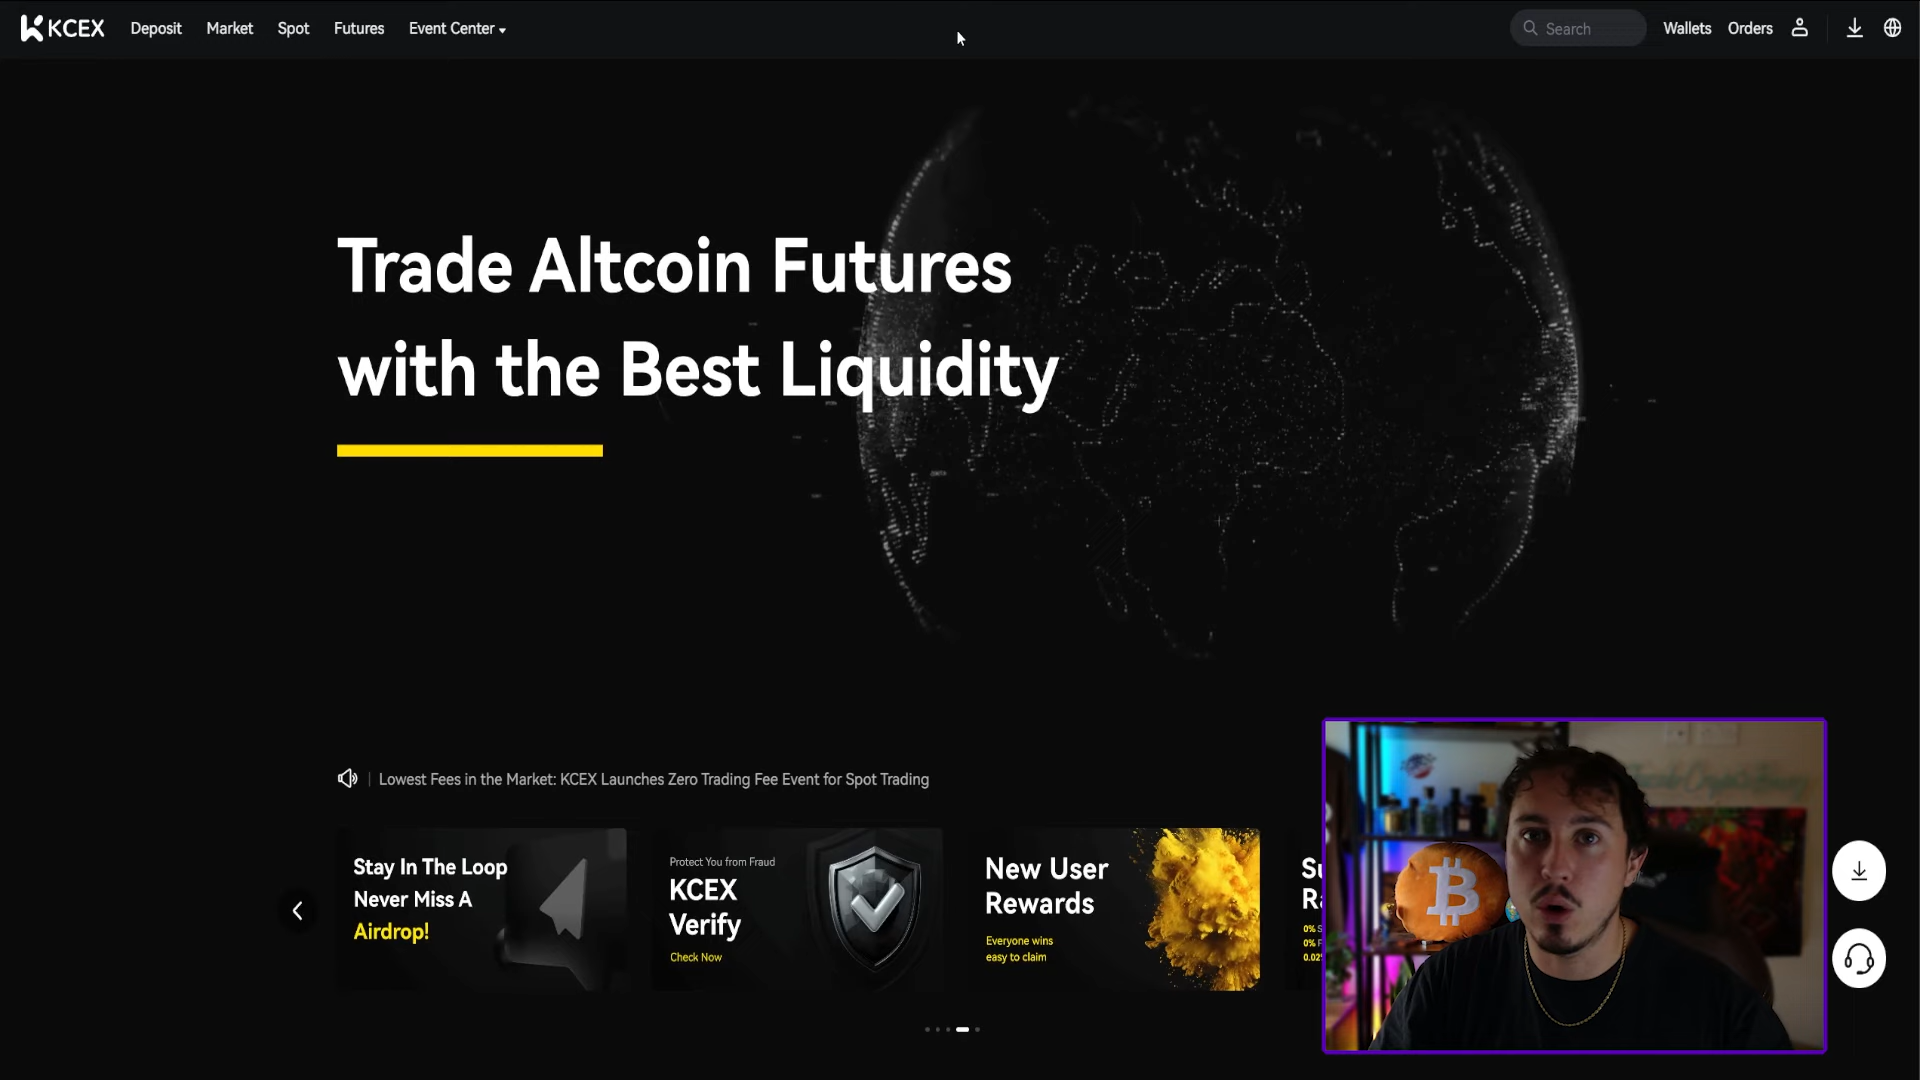 KCEX Deposit Market Spot Futures Event Center Search Wallets Orders
Trade Altcoin Futures
with the Best Liquidity
Lowest Fees in the Market: KCEX Launches Zero Trading Fee Event for Spot Trading
Stay In The Loop
Never Miss A
Airdrop!
Protect You from Fraud
KCEX
Verify
Check Now
New User
Rewards
Everyone wins
easy to claim
0%
0%